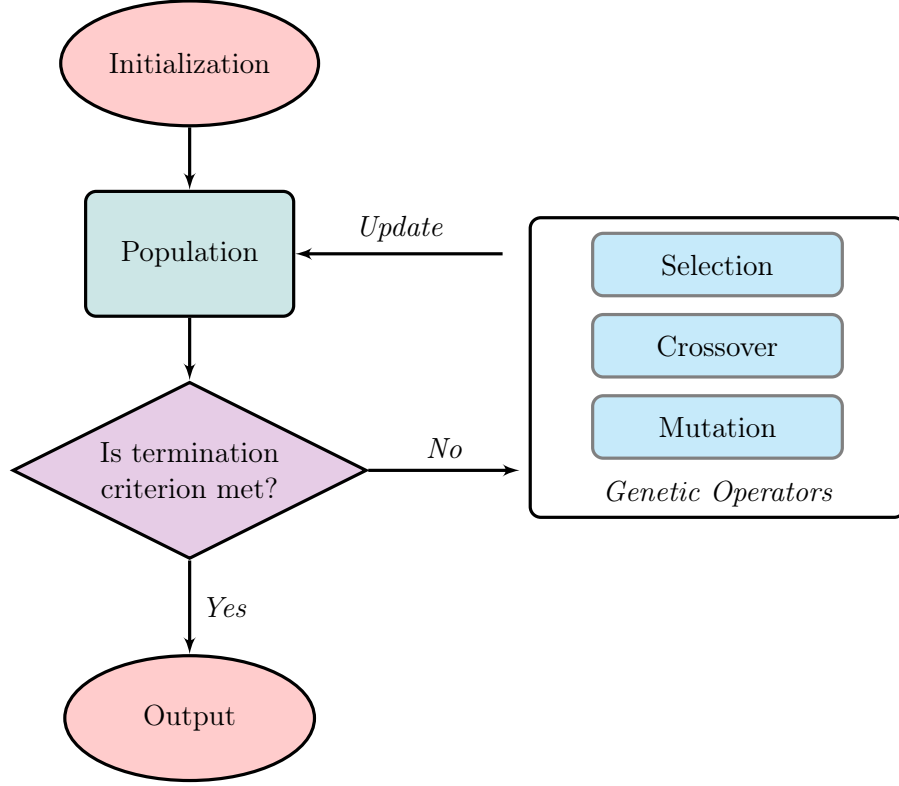 Initialization
Population
Update
Selection
Crossover
Mutation
Genetic Operators
Is termination
criterion met?
No
Yes
Output